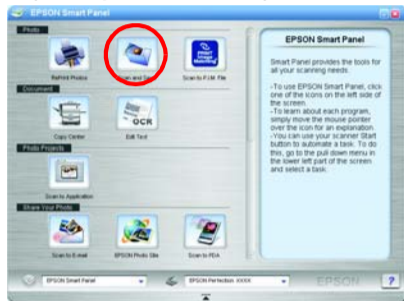 EPSON Smart Panel
Photo
EPSON Smart Panel
PRINT
Image
Matching
Reprint Photos
Scan and Save
Scan to P.I.M. File
Smart Panel provides the tools for
all your scanning needs.
Document
-To use EPSON Smart Panel, click
one of the icons on the left side of
the screen.
-To learn about each program,
simply move the mouse pointer
over the icon for an explanation.
-You can use your scanner Start
button to automate a task. To do
this, go to the pull down menu in
the lower left part of the screen
and select a task.
OCR
Copy Center
Edit Text
Photo Projects
Scan to Application
Share Your Photo
Scan to E-mail
EPSON Photo Site
Scan to PDA
EPSON Smart Panel
EPSON Perfection XXXX
EPSON
?